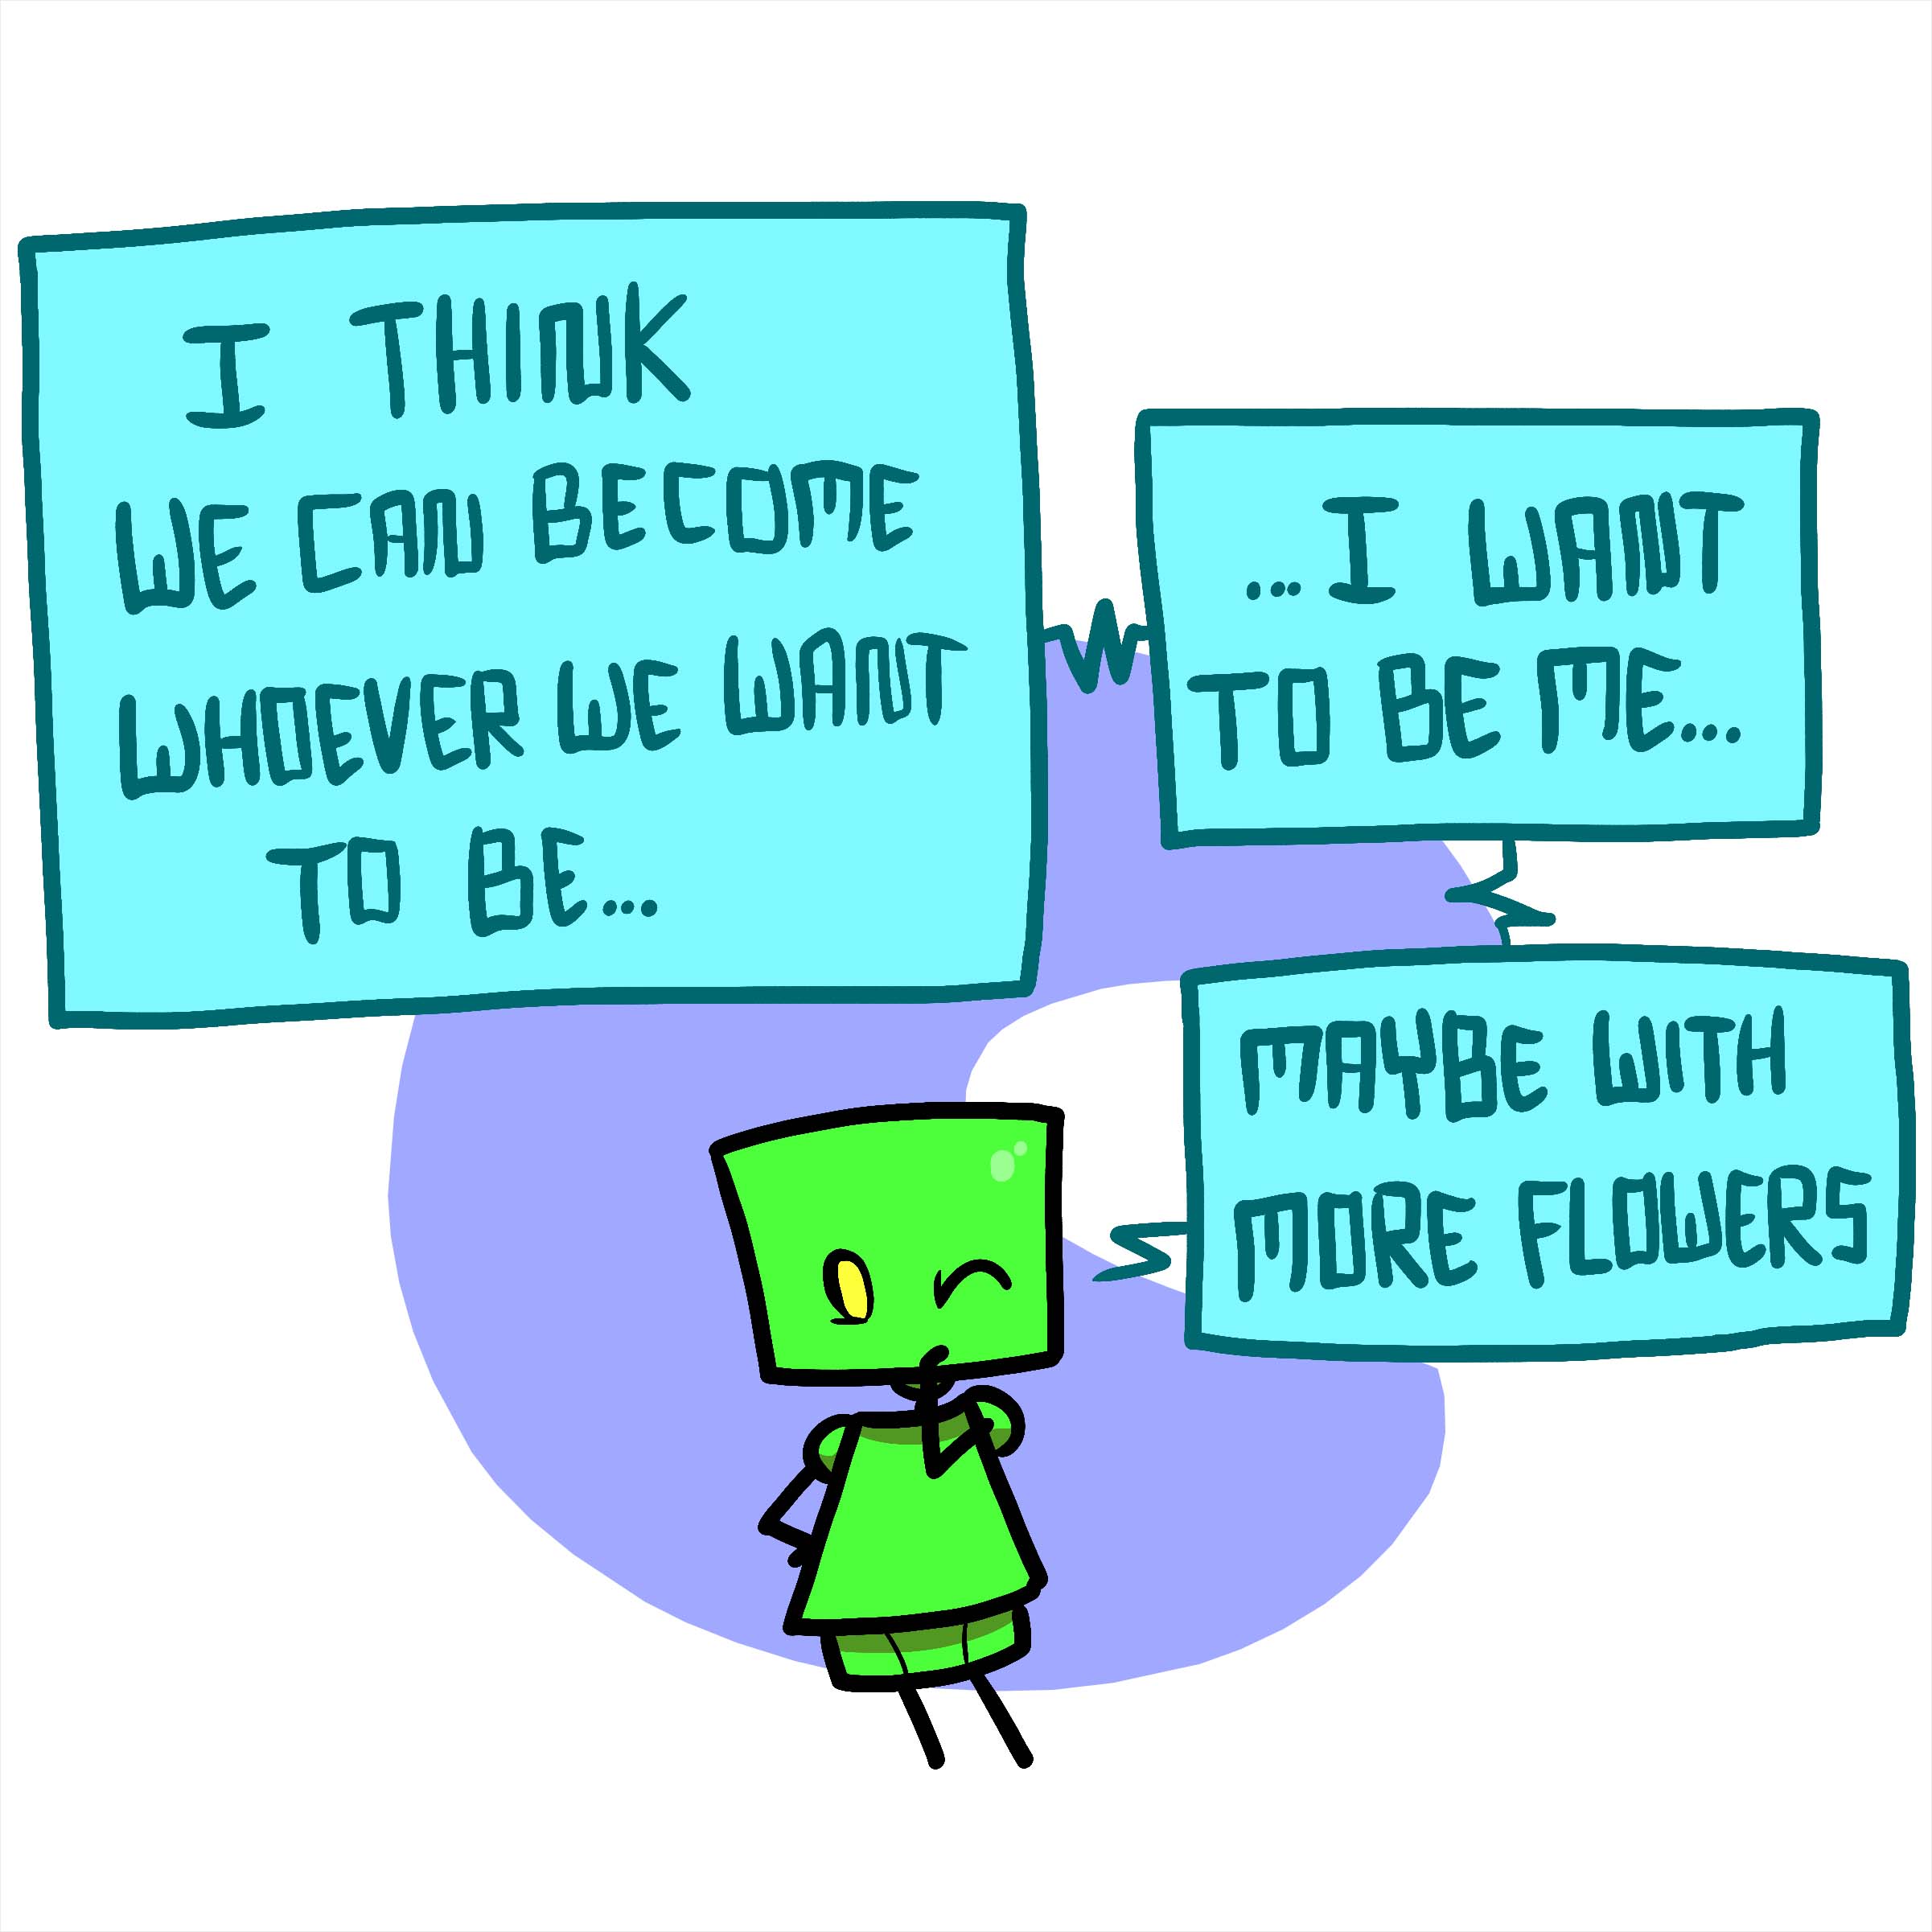 I THINK
WE CAN BECOME
WHOEVER WE WANT
TO BE...
... I WANT
TO BE ME...
MAYBE WITH
MORE FLOWERS